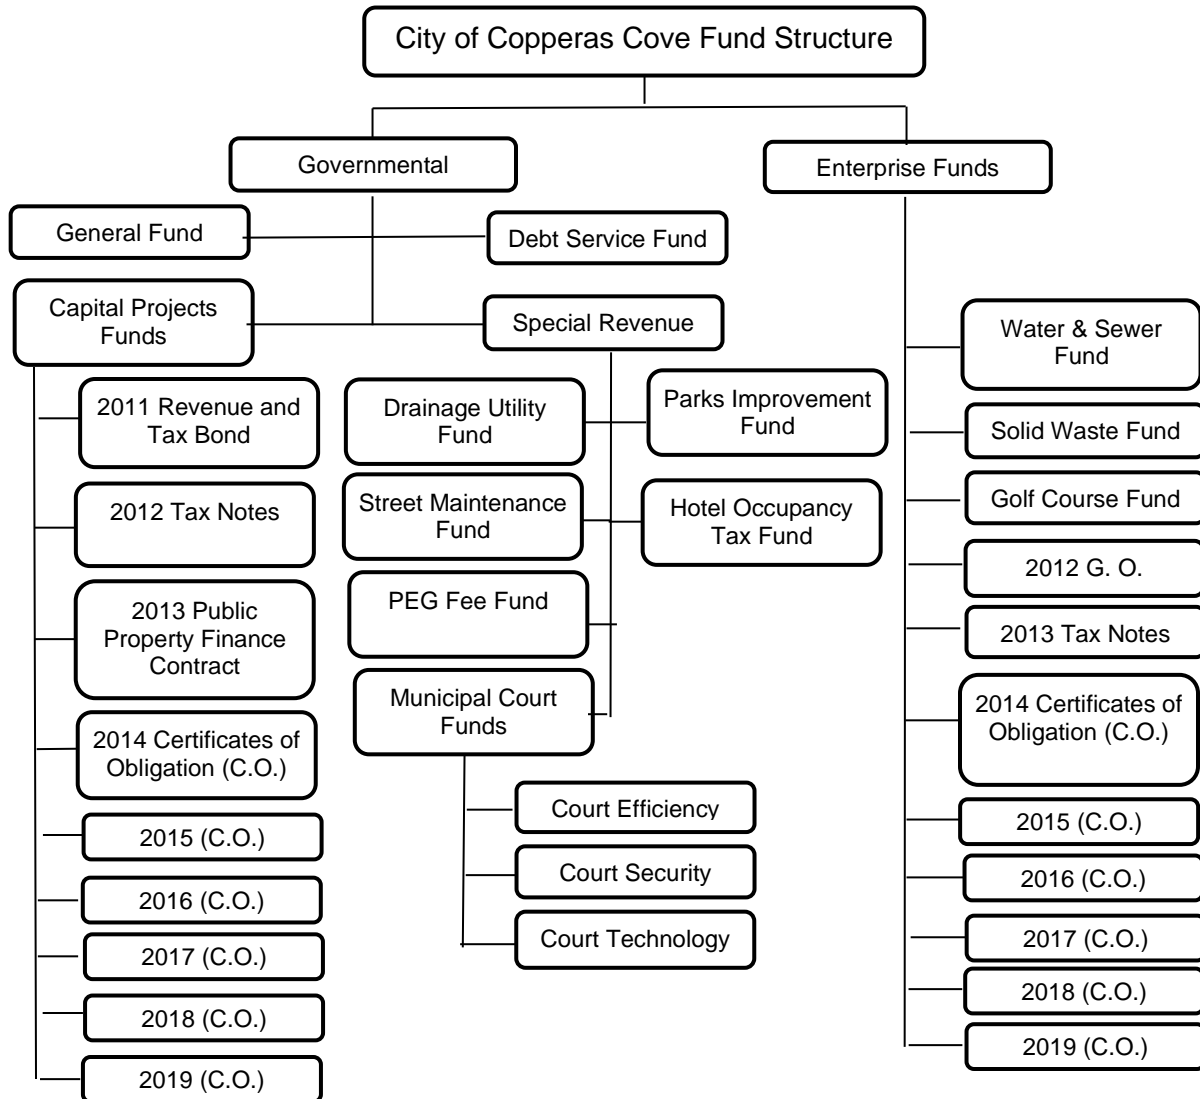 City of Copperas Cove Fund Structure
Governmental
Enterprise Funds
General Fund
Debt Service Fund
Capital Projects
Funds
Special Revenue
2011 Revenue and
Tax Bond
2012 Tax Notes
2013 Public
Property Finance
Contract
2014 Certificates of
Obligation (C.O.)
2015 (C.O.)
2016 (C.O.)
2017 (C.O.)
2018 (C.O.)
2019 (C.O.)
Drainage Utility
Fund
Parks Improvement
Fund
Street Maintenance
Fund
Hotel Occupancy
Tax Fund
PEG Fee Fund
Municipal Court
Funds
Court Efficiency
Court Security
Court Technology
Water & Sewer
Fund
Solid Waste Fund
Golf Course Fund
2012 G. O.
2013 Tax Notes
2014 Certificates of
Obligation (C.O.)
2015 (C.O.)
2016 (C.O.)
2017 (C.O.)
2018 (C.O.)
2019 (C.O.)